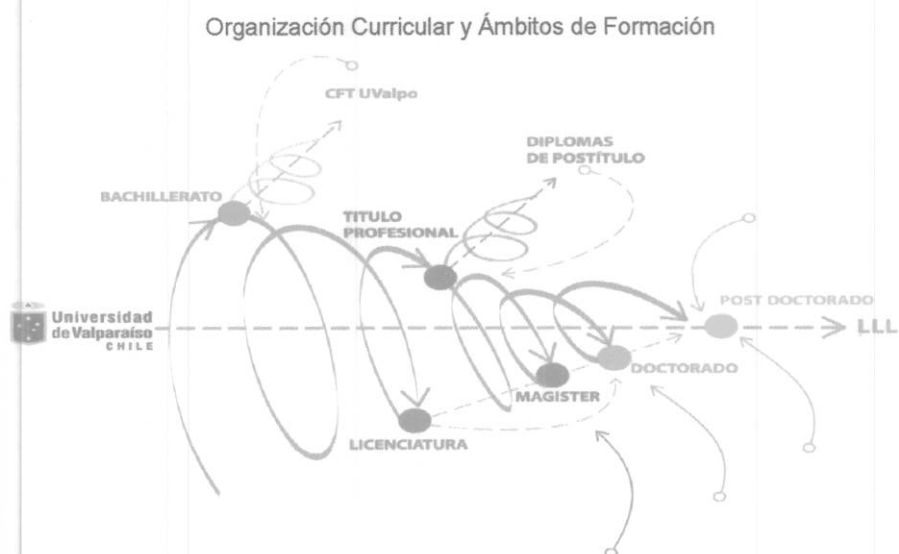 Organización Curricular y Ámbitos de Formación
CFT UValpo
DIPLOMAS
DE POSTÍTULO
BACHILLERATO
TITULO
PROFESIONAL
POST DOCTORADO
Universidad
de Valparaíso
CHILE
LLL
DOCTORADO
MAGISTER
LICENCIATURA